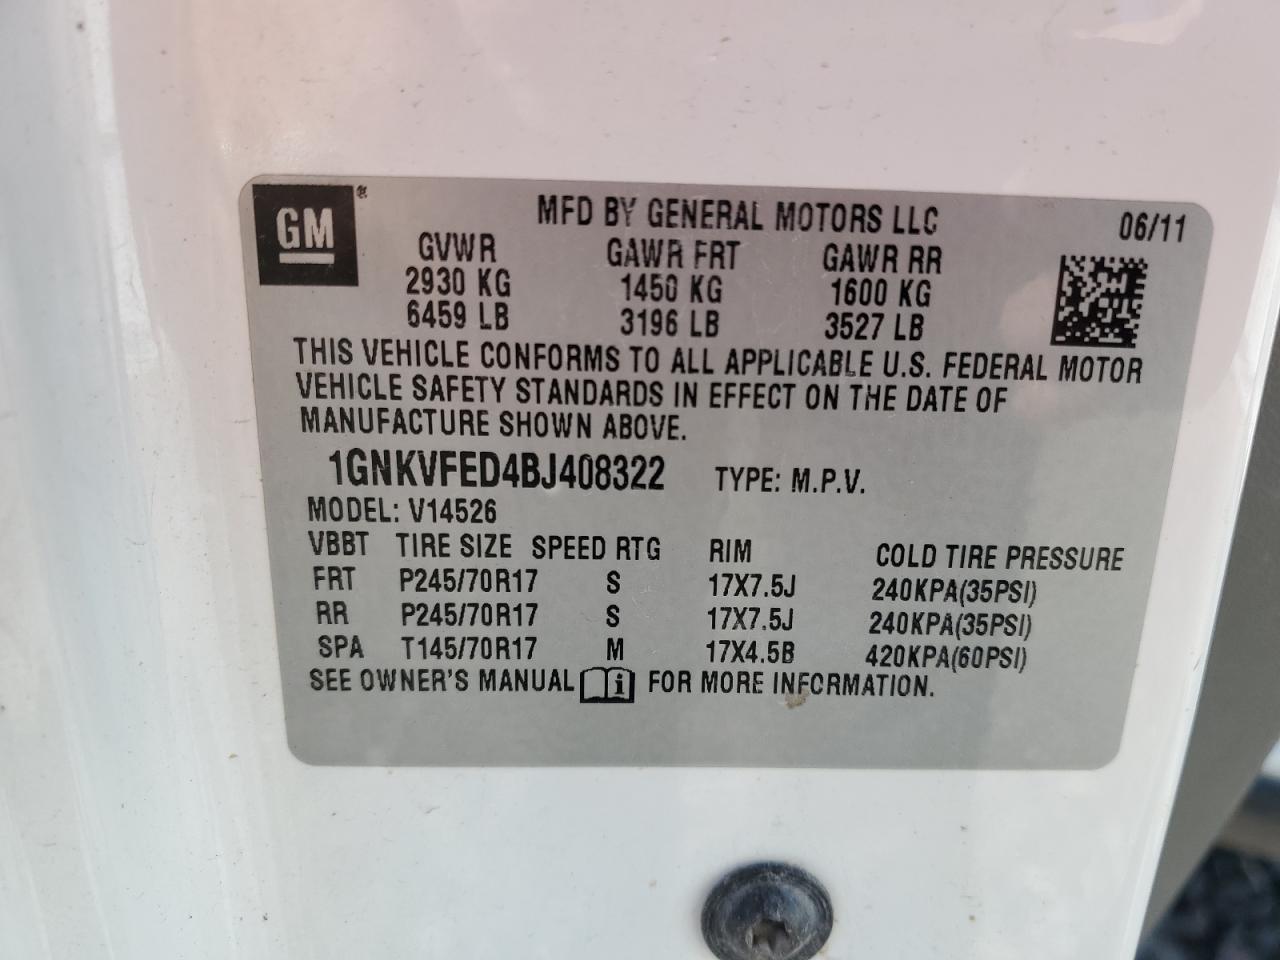 GM ®
MFD BY GENERAL MOTORS LLC 06/11
GVWR GAWR FRT GAWR RR
2930 KG 1450 KG 1600 KG
6459 LB 3196 LB 3527 LB
THIS VEHICLE CONFORMS TO ALL APPLICABLE U.S. FEDERAL MOTOR
VEHICLE SAFETY STANDARDS IN EFFECT ON THE DATE OF
MANUFACTURE SHOWN ABOVE.
1GNKVFED4BJ408322 TYPE: M.P.V.
MODEL: V14526
VBBT TIRE SIZE SPEED RTG RIM COLD TIRE PRESSURE
FRT P245/70R17 S 17X7.5J 240KPA(35PSI)
RR P245/70R17 S 17X7.5J 240KPA(35PSI)
SPA T145/70R17 M 17X4.5B 420KPA(60PSI)
SEE OWNER'S MANUAL i FOR MORE INFORMATION.